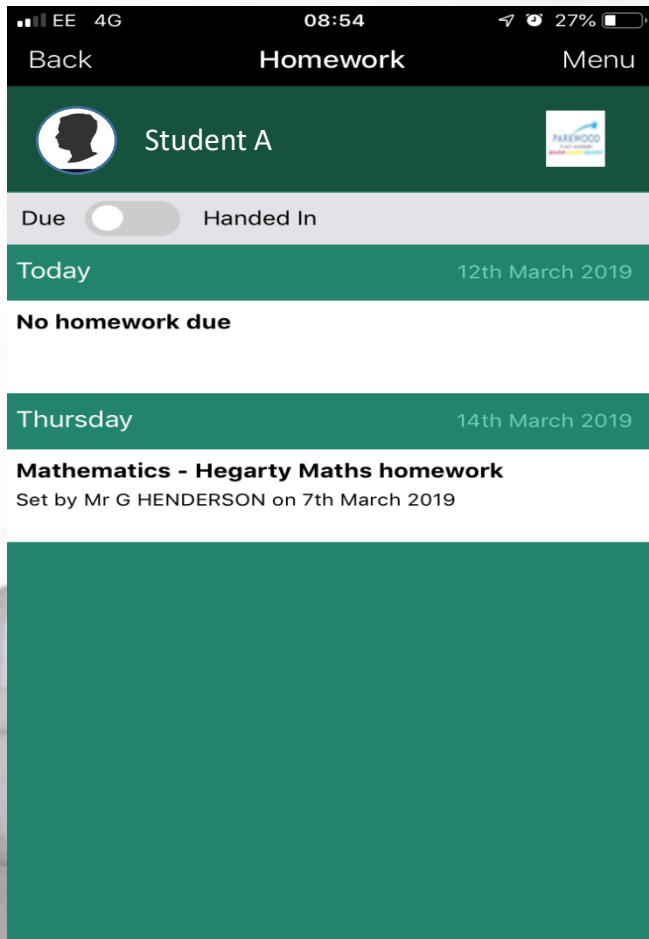 EE 4G 08:54 27%
Back Homework Menu
Student A
PARKWOOD
Due Handed In
Today 12th March 2019
No homework due
Thursday 14th March 2019
Mathematics - Hegarty Maths homework
Set by Mr G HENDERSON on 7th March 2019